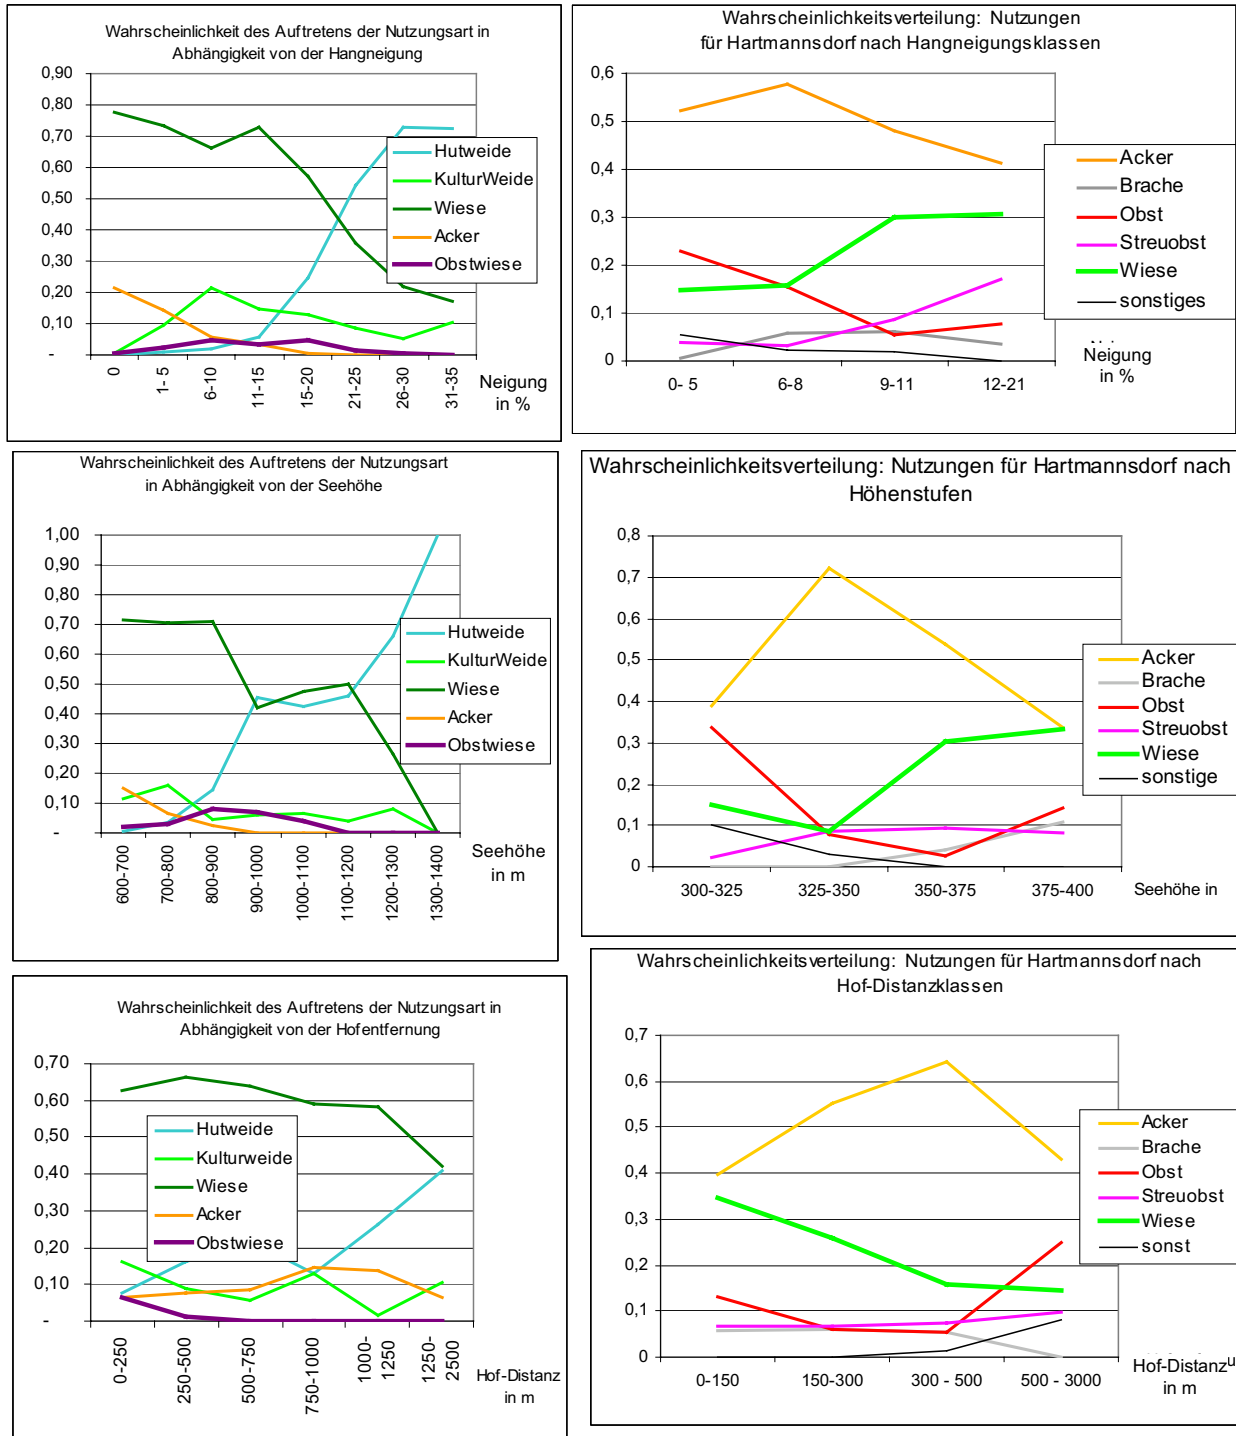 Wahrscheinlichkeit des Auftretens der Nutzungsart in
Abhängigkeit von der Hangneigung
0,90
0,80
0,70
0,60
0,50
0,40
0,30
0,20
0,10
-
0
1- 5
6-10
11-15
15-20
21-25
26-30
31-35
Neigung
in %
Hutweide
KulturWeide
Wiese
Acker
Obstwiese
Wahrscheinlichkeitsverteilung: Nutzungen
für Hartmannsdorf nach Hangneigungsklassen
0,6
0,5
0,4
0,3
0,2
0,1
0
0- 5
6-8
9-11
12-21
Neigung
in %
Acker
Brache
Obst
Streuobst
Wiese
sonstiges
Wahrscheinlichkeit des Auftretens der Nutzungsart
in Abhängigkeit von der Seehöhe
1,00
0,90
0,80
0,70
0,60
0,50
0,40
0,30
0,20
0,10
-
600-700
700-800
800-900
900-1000
1000-1100
1100-1200
1200-1300
1300-1400
Seehöhe
in m
Hutweide
KulturWeide
Wiese
Acker
Obstwiese
Wahrscheinlichkeitsverteilung: Nutzungen für Hartmannsdorf nach
Höhenstufen
0,8
0,7
0,6
0,5
0,4
0,3
0,2
0,1
0
300-325
325-350
350-375
375-400
Seehöhe in
Acker
Brache
Obst
Streuobst
Wiese
sonstige
Wahrscheinlichkeit des Auftretens der Nutzungsart in
Abhängigkeit von der Hofentfernung
0,70
0,60
0,50
0,40
0,30
0,20
0,10
-
0-250
250-500
500-750
750-1000
1000-
1250
1250-
2500
Hof-Distanz
in m
Hutweide
Kulturweide
Wiese
Acker
Obstwiese
Wahrscheinlichkeitsverteilung: Nutzungen für Hartmannsdorf nach
Hof-Distanzklassen
0,7
0,6
0,5
0,4
0,3
0,2
0,1
0
0-150
150-300
300 - 500
500 - 3000
Hof-Distanz
in m
Acker
Brache
Obst
Streuobst
Wiese
sonst